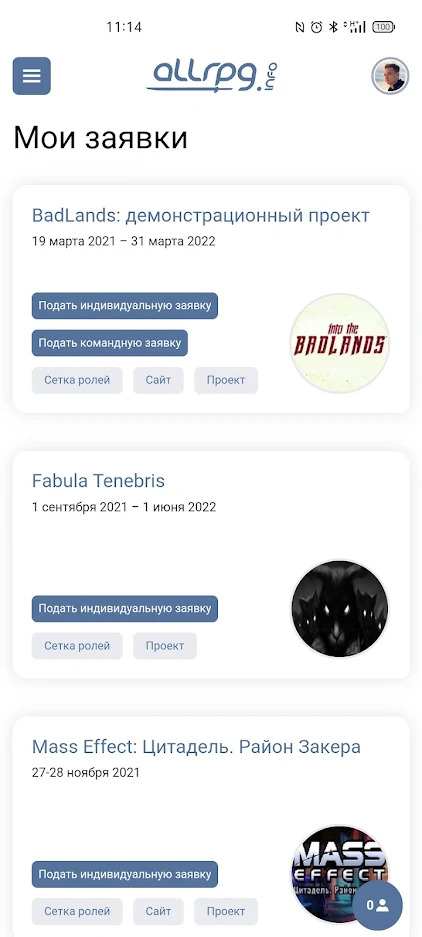 11:14
H+
100
allrpg.info
Мои заявки
BadLands: демонстрационный проект
19 марта 2021 – 31 марта 2022
Подать индивидуальную заявку
Подать командную заявку
Сетка ролей Сайт Проект
into the
BADLANDS
Fabula Tenebris
1 сентября 2021 – 1 июня 2022
Подать индивидуальную заявку
Сетка ролей Проект
Mass Effect: Цитадель. Район Закера
27-28 ноября 2021
Подать индивидуальную заявку
Сетка ролей Сайт Проект
MASS
EFFECT
Цитадель. Район
0